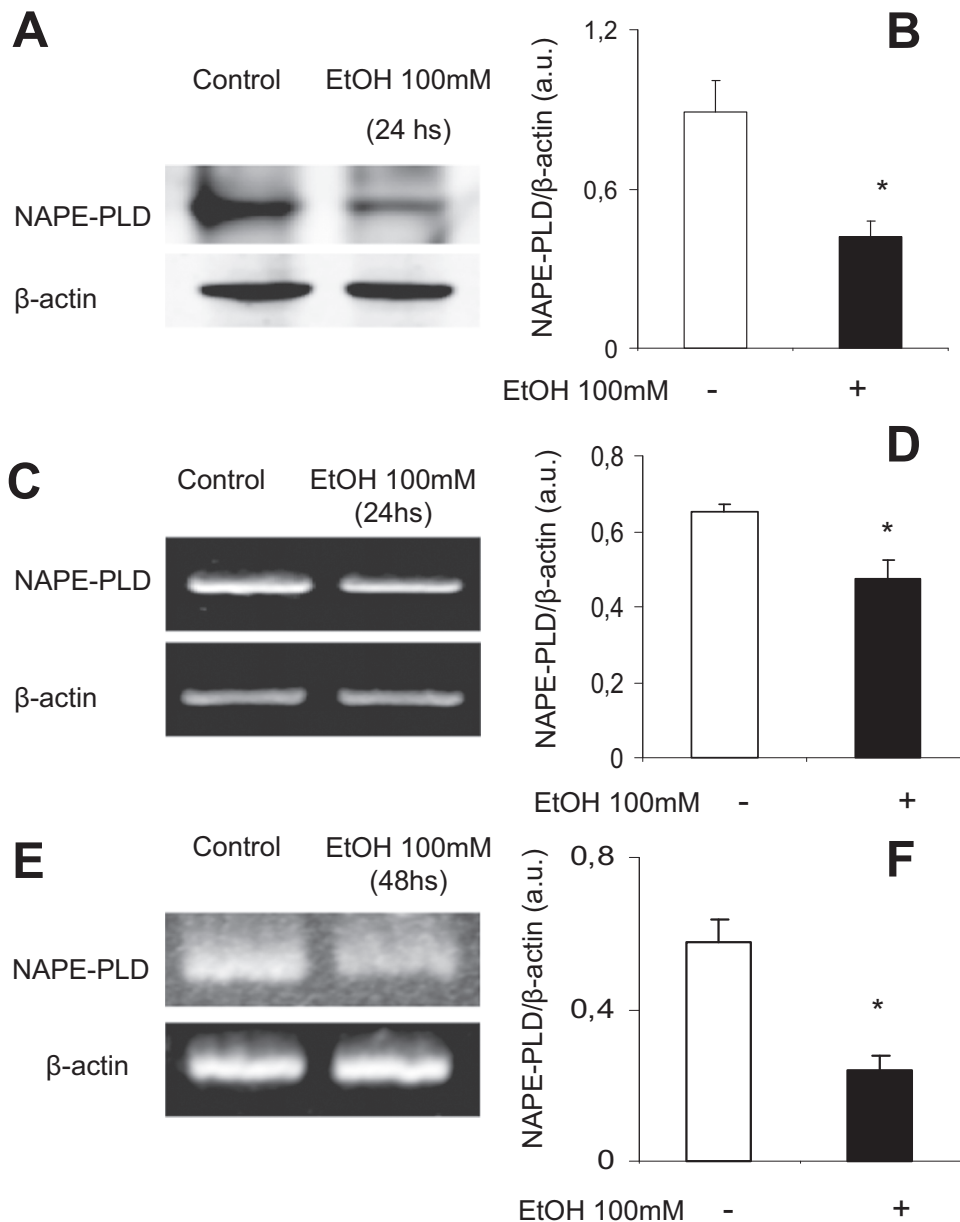 A
Control EtOH 100mM
(24 hs)
NAPE-PLD
β-actin
B
NAPE-PLD/β-actin (a.u.)
1,2
0,6
0
*
EtOH 100mM - +
C
Control EtOH 100mM
(24hs)
NAPE-PLD
β-actin
D
NAPE-PLD/β-actin (a.u.)
0,8
0,6
0,4
0,2
0
*
EtOH 100mM - +
E
Control EtOH 100mM
(48hs)
NAPE-PLD
β-actin
F
NAPE-PLD/β-actin (a.u.)
0,8
0,4
0
*
EtOH 100mM - +